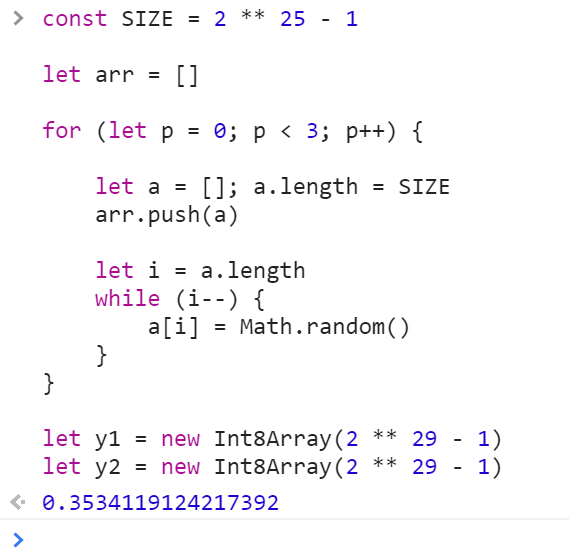 > const SIZE = 2 ** 25 - 1
let arr = []
for (let p = 0; p < 3; p++) {
let a = []; a.length = SIZE
arr.push(a)
let i = a.length
while (i--) {
a[i] = Math.random()
}
}
let y1 = new Int8Array(2 ** 29 - 1)
let y2 = new Int8Array(2 ** 29 - 1)
0.3534119124217392
>